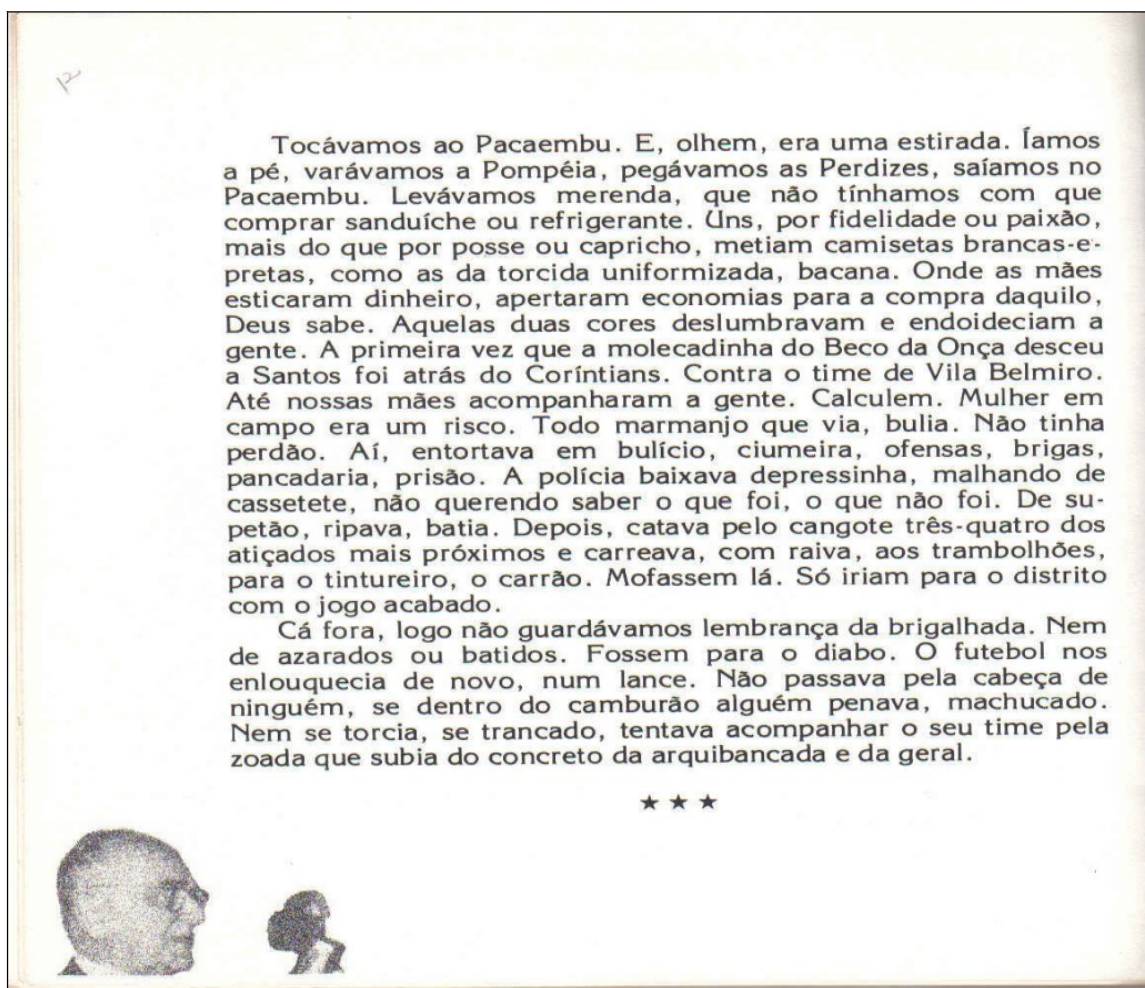 12
Tocávamos ao Pacaembu. E, olhem, era uma estirada. Íamos
a pé, varávamos a Pompéia, pegávamos as Perdizes, saíamos no
Pacaembu. Levávamos merenda, que não tínhamos com que
comprar sanduíche ou refrigerante. Uns, por fidelidade ou paixão,
mais do que por posse ou capricho, metiam camisetas brancas-e-
pretas, como as da torcida uniformizada, bacana. Onde as mães
esticaram dinheiro, apertaram economias para a compra daquilo,
Deus sabe. Aquelas duas cores deslumbravam e endoideciam a
gente. A primeira vez que a molecadinha do Beco da Onça desceu
a Santos foi atrás do Coríntians. Contra o time de Vila Belmiro.
Até nossas mães acompanharam a gente. Calculem. Mulher em
campo era um risco. Todo marmanjo que via, bulia. Não tinha
perdão. Aí, entortava em bulício, ciumeira, ofensas, brigas,
pancadaria, prisão. A polícia baixava depressinha, malhando de
cassetete, não querendo saber o que foi, o que não foi. De su-
petão, ripava, batia. Depois, catava pelo cangote três-quatro dos
atiçados mais próximos e carreava, com raiva, aos trambolhões,
para o tintureiro, o carrão. Mofassem lá. Só iriam para o distrito
com o jogo acabado.
Cá fora, logo não guardávamos lembrança da brigalhada. Nem
de azarados ou batidos. Fossem para o diabo. O futebol nos
enlouquecia de novo, num lance. Não passava pela cabeça de
ninguém, se dentro do camburão alguém penava, machucado.
Nem se torcia, se trancado, tentava acompanhar o seu time pela
zoada que subia do concreto da arquibancada e da geral.
★ ★ ★